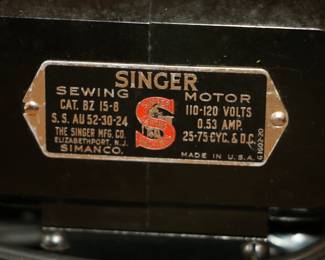 SINGER
SEWING MOTOR
CAT. BZ 15-8 110-120 VOLTS
S.S. AU 52-30-24 0.53 AMP.
THE SINGER MFG. CO. 25-75 CYC. & D.C.
ELIZABETHPORT, N.J.
SIMANCO. MADE IN U.S.A.
S